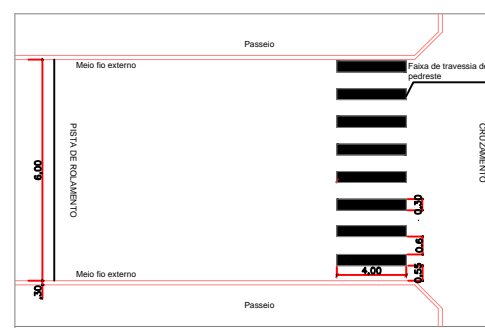 Passeio
Meio fio externo
Faixa de travessia de
pedreste
PISTA DE ROLAMENTO
CRUZAMENTO
6,00
0,30
0,6
4,00
0,55
Meio fio externo
,30
Passeio